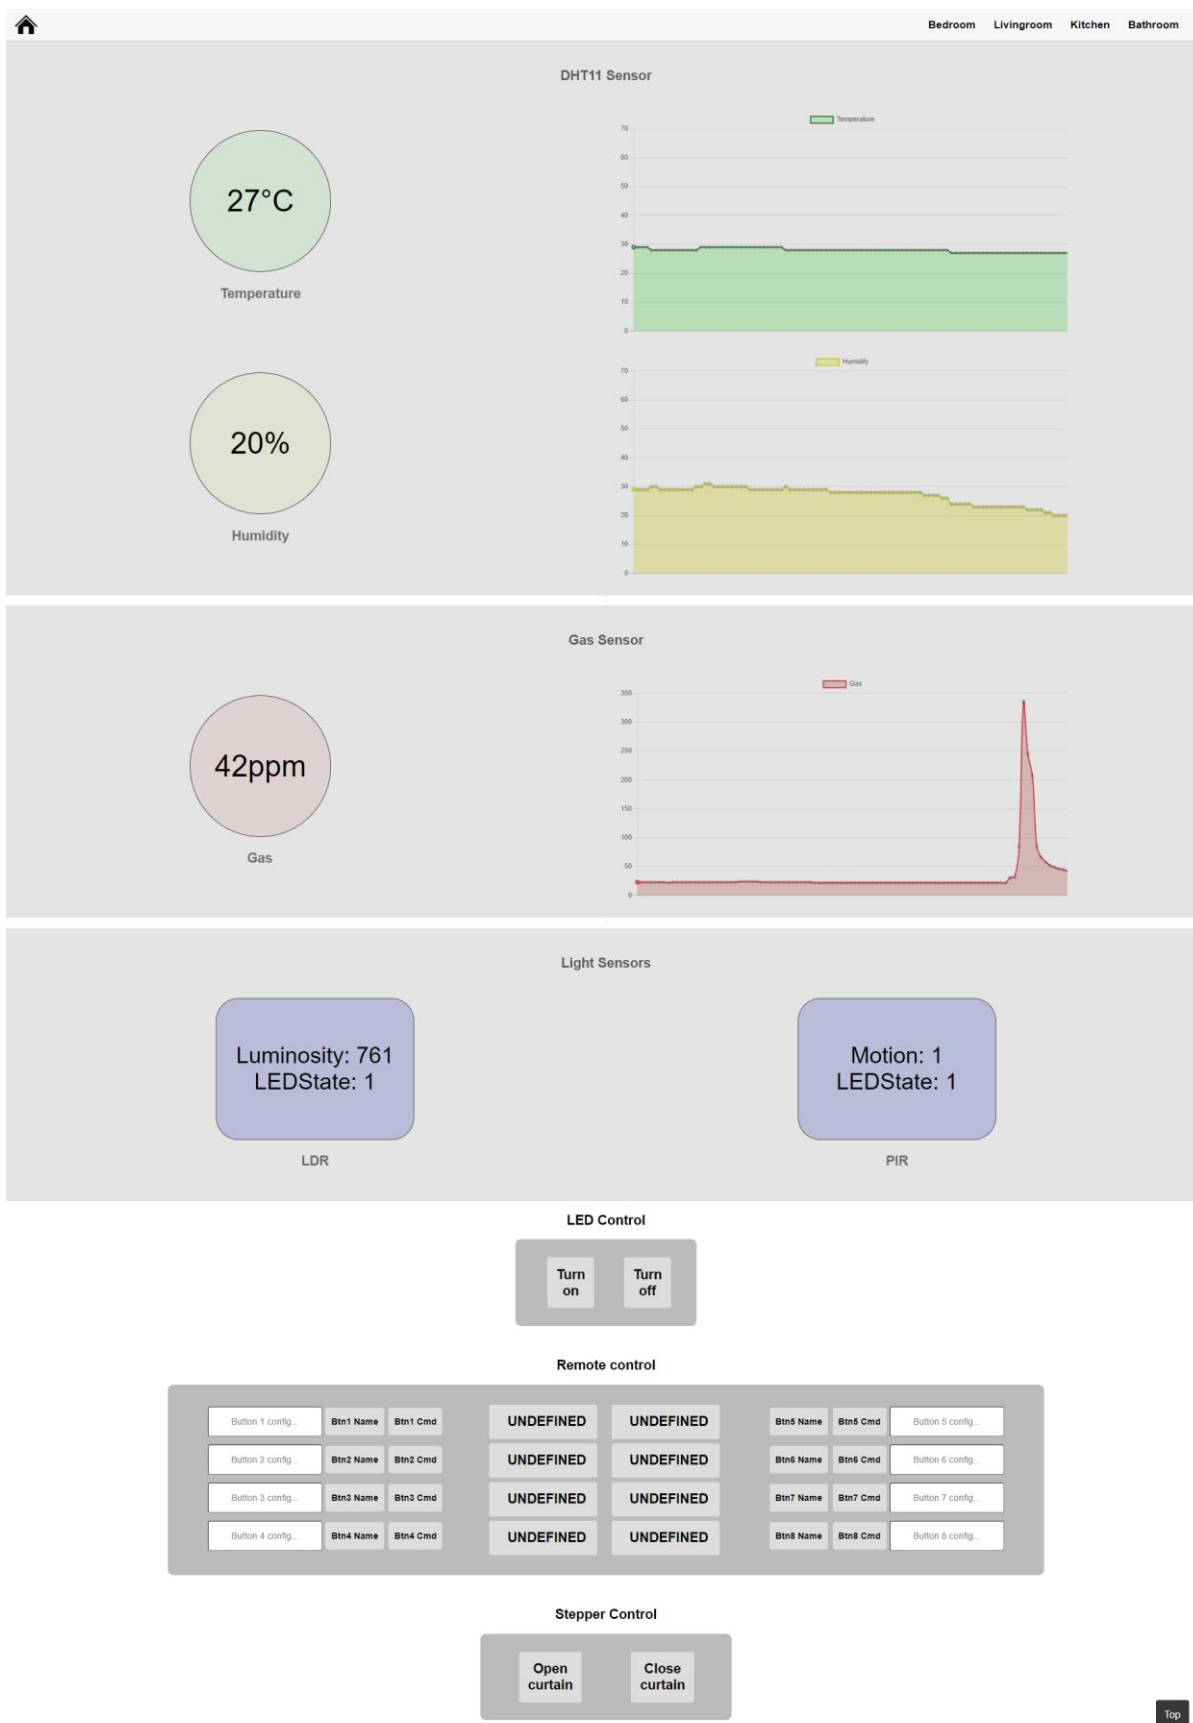 Bedroom Livingroom Kitchen Bathroom
DHT11 Sensor
27°C
Temperature
Temperature
70
60
50
40
30
20
10
0
20%
Humidity
Humidity
70
60
50
40
30
20
10
0
Gas Sensor
42ppm
Gas
Gas
350
300
250
200
150
100
50
0
Light Sensors
Luminosity: 761
LEDState: 1
LDR
Motion: 1
LEDState: 1
PIR
LED Control
Turn
on
Turn
off
Remote control
Button 1 config... Btn1 Name Btn1 Cmd UNDEFINED UNDEFINED Btn5 Name Btn5 Cmd Button 5 config...
Button 2 config... Btn2 Name Btn2 Cmd UNDEFINED UNDEFINED Btn6 Name Btn6 Cmd Button 6 config...
Button 3 config... Btn3 Name Btn3 Cmd UNDEFINED UNDEFINED Btn7 Name Btn7 Cmd Button 7 config...
Button 4 config... Btn4 Name Btn4 Cmd UNDEFINED UNDEFINED Btn8 Name Btn8 Cmd Button 8 config...
Stepper Control
Open
curtain
Close
curtain
Top